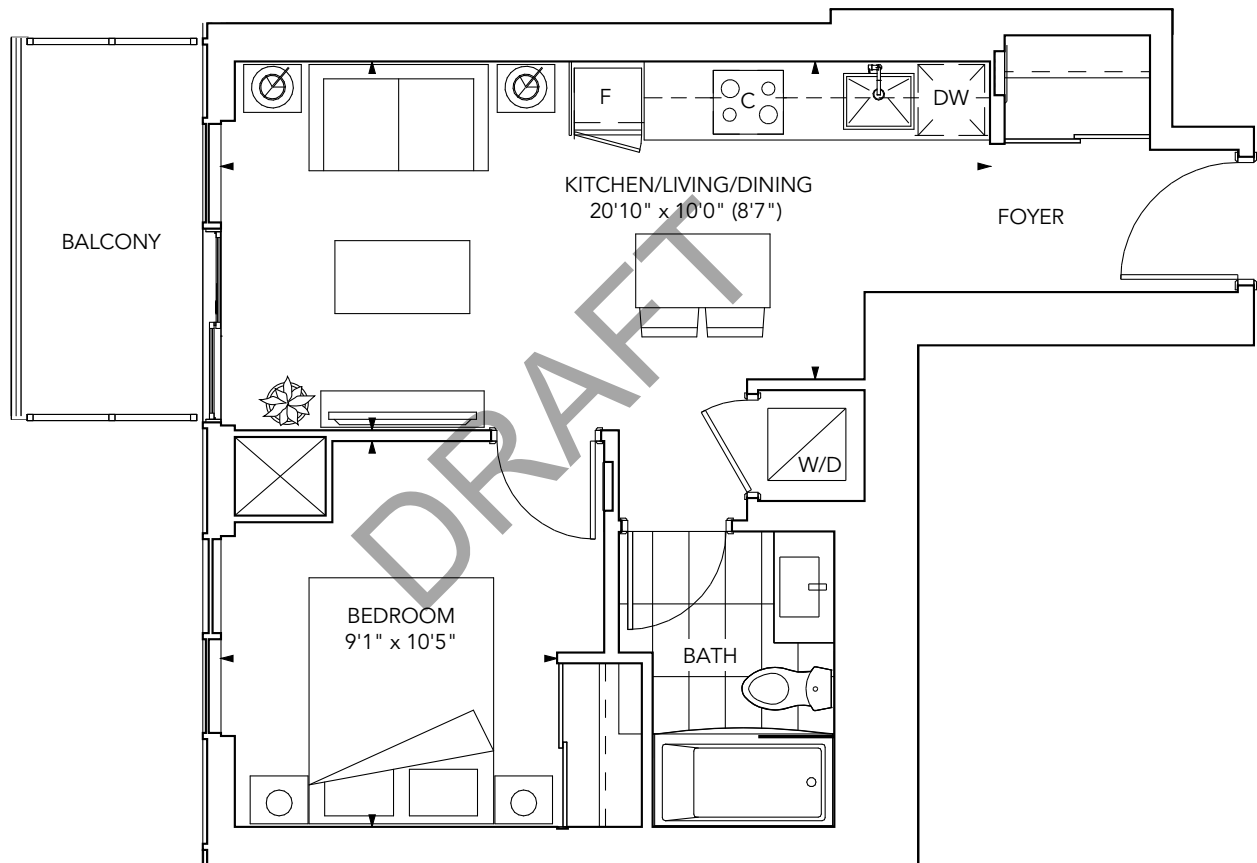 F
C
DW
KITCHEN/LIVING/DINING
20'10" x 10'0" (8'7")
FOYER
BALCONY
DRAFT
W/D
BEDROOM
9'1" x 10'5"
BATH